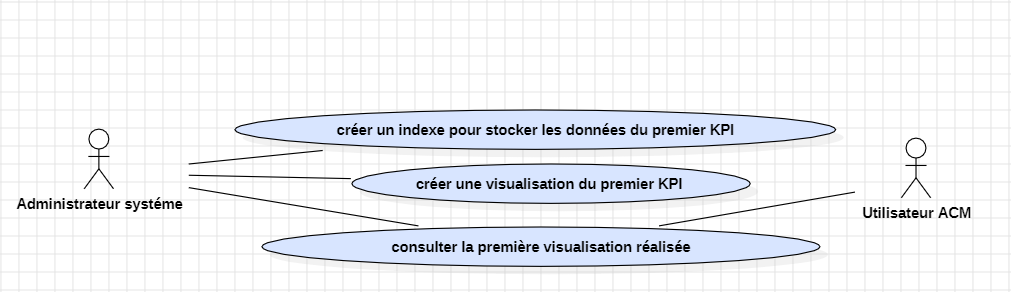 créer un indexe pour stocker les données du premier KPI
créer une visualisation du premier KPI
Administrateur systéme
Utilisateur ACM
consulter la première visualisation réalisée